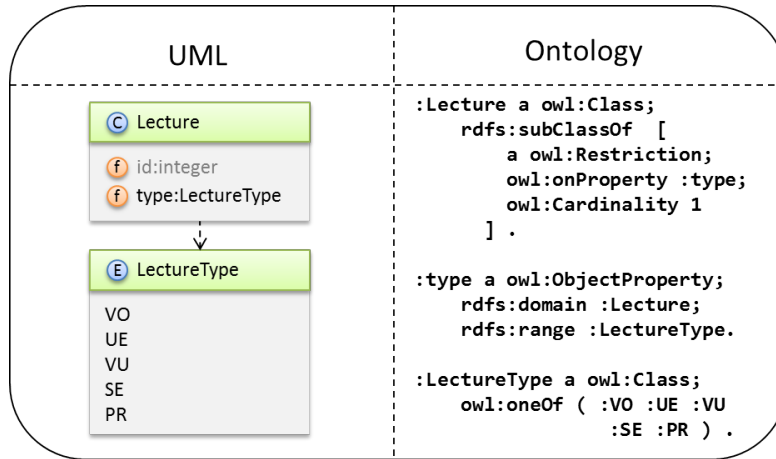 UML
C Lecture
f id:integer
f type:LectureType
E LectureType
VO
UE
VU
SE
PR
Ontology
:Lecture a owl:Class;
rdfs:subClassOf [
a owl:Restriction;
owl:onProperty :type;
owl:Cardinality 1
] .
:type a owl:ObjectProperty;
rdfs:domain :Lecture;
rdfs:range :LectureType.
:LectureType a owl:Class;
owl:oneOf ( :VO :UE :VU
:SE :PR ) .